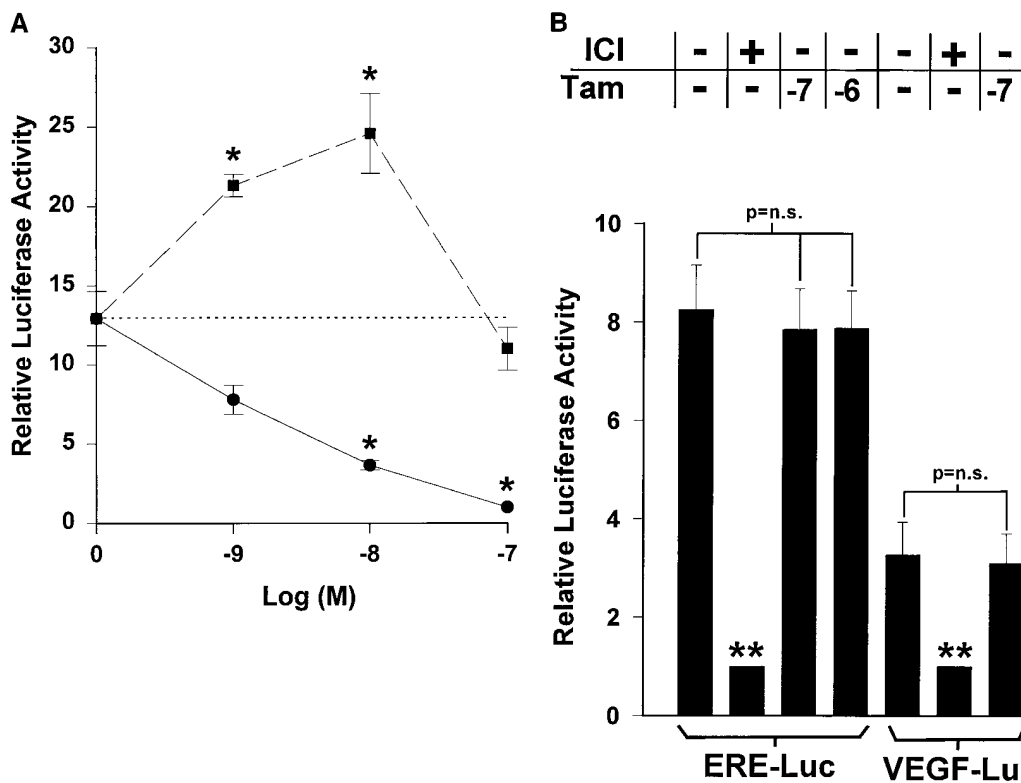 A
Relative Luciferase Activity
30
25
20
15
10
5
0
*
*
*
*
0 -9 -8 -7
Log (M)
B
ICI - + - - - + -
Tam - - -7 -6 - - -7
Relative Luciferase Activity
10
8
6
4
2
0
p=n.s.
p=n.s.
**
**
ERE-Luc VEGF-Lu